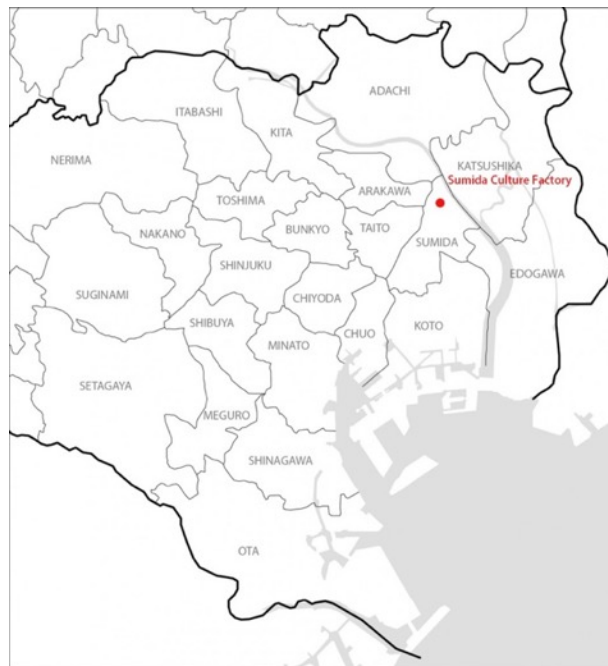 ADACHI
ITABASHI
KITA
NERIMA
KATSUSHIKA
Sumida Culture Factory
ARAKAWA
TOSHIMA
BUNKYO
TAITO
NAKANO
SUMIDA
SHINJUKU
EDOGAWA
SUGINAMI
CHIYODA
SHIBUYA
KOTO
CHUO
MINATO
SETAGAYA
MEGURO
SHINAGAWA
OTA